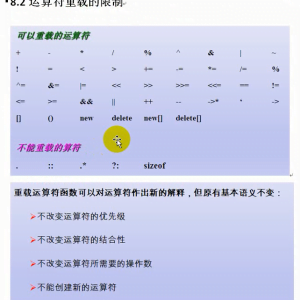 •8.2 运算符重载的限制
可以重载的运算符
+ - * / % ^ & | ~
! = < > += -= *= /= %
^= &= |= << >> >>= <<= == !=
<= >= && || ++ -- ->* ‘ ->
[] () new delete new[] delete[]
不能重载的算符
. :: .* ?: sizeof
重载运算符函数可以对运算符作出新的解释，但原有基本语义不变：
➢不改变运算符的优先级
➢不改变运算符的结合性
➢不改变运算符所需要的操作数
➢不能创建新的运算符